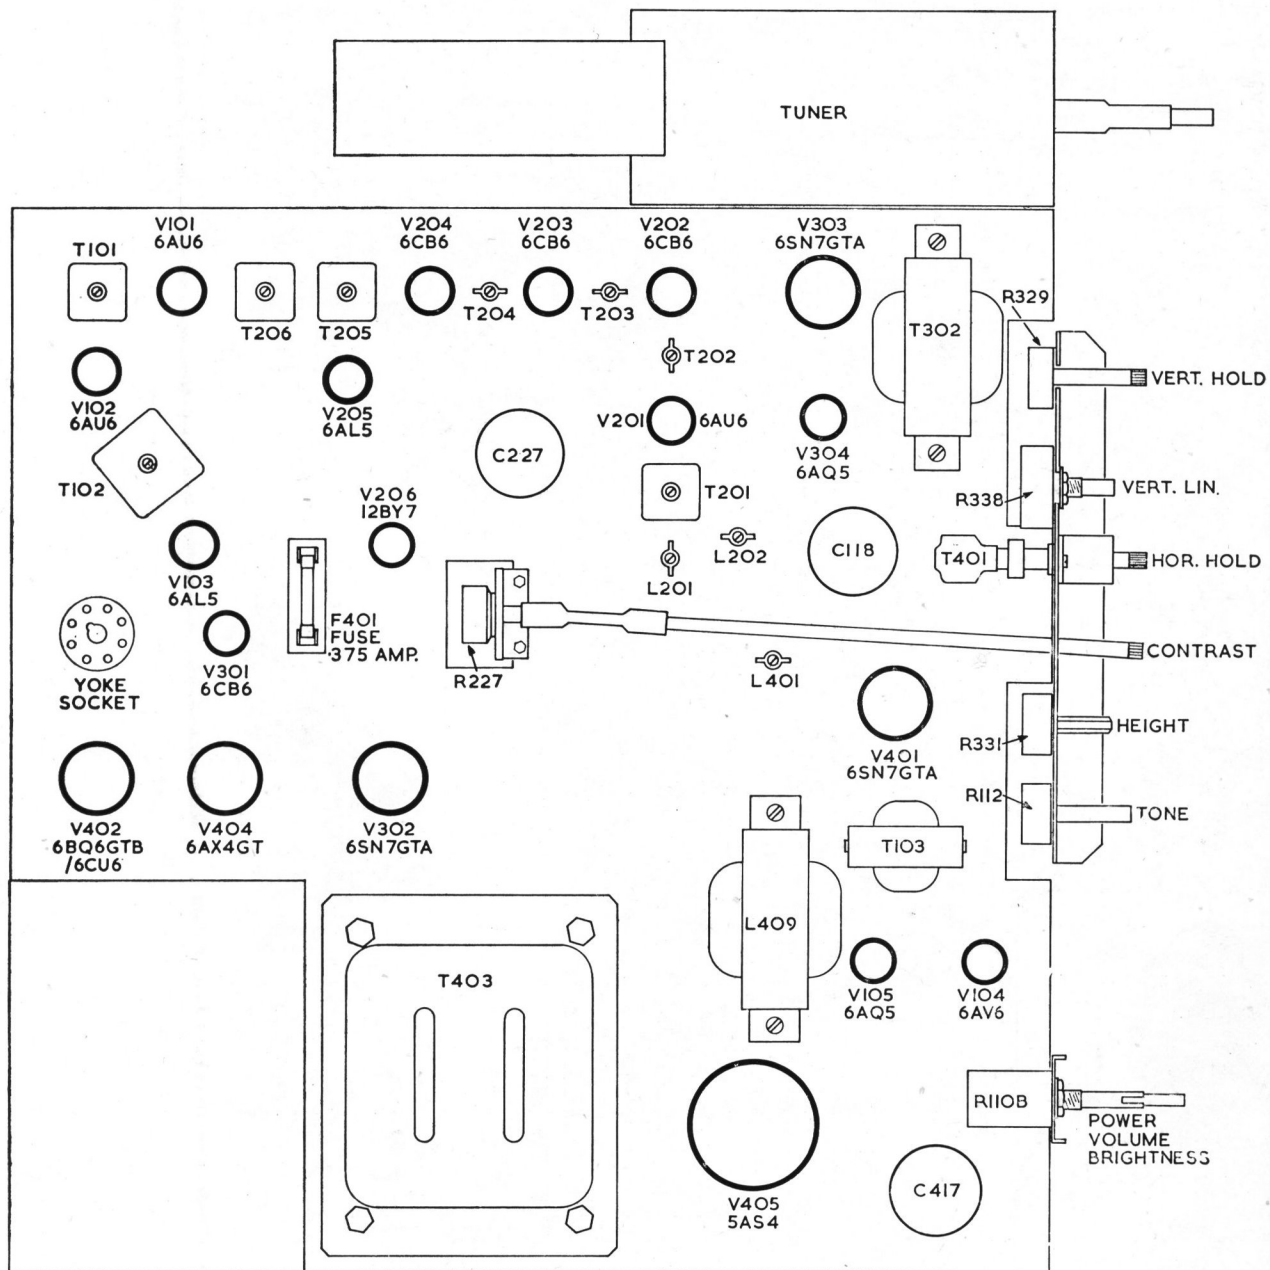 TUNER
V101
6AU6
V204
6CB6
V203
6CB6
V202
6CB6
V303
6SN7GTA
T101
T206
T205
T204
T203
R329
T302
T202
V102
6AU6
V205
6AL5
VERT. HOLD
V201
6AU6
C227
V304
6AQ5
T102
V206
12BY7
T201
R338
VERT. LIN.
L202
C118
T401
HOR. HOLD
L201
V103
6AL5
F401
FUSE
.375 AMP.
V301
6CB6
R227
L401
CONTRAST
YOKE
SOCKET
R331
HEIGHT
V401
6SN7GTA
R112
TONE
V402
6BQ6GTB
/6CU6
V404
6AX4GT
V302
6SN7GTA
T103
L409
T403
V105
6AQ5
V104
6AV6
R110B
POWER
VOLUME
BRIGHTNESS
V405
5AS4
C417